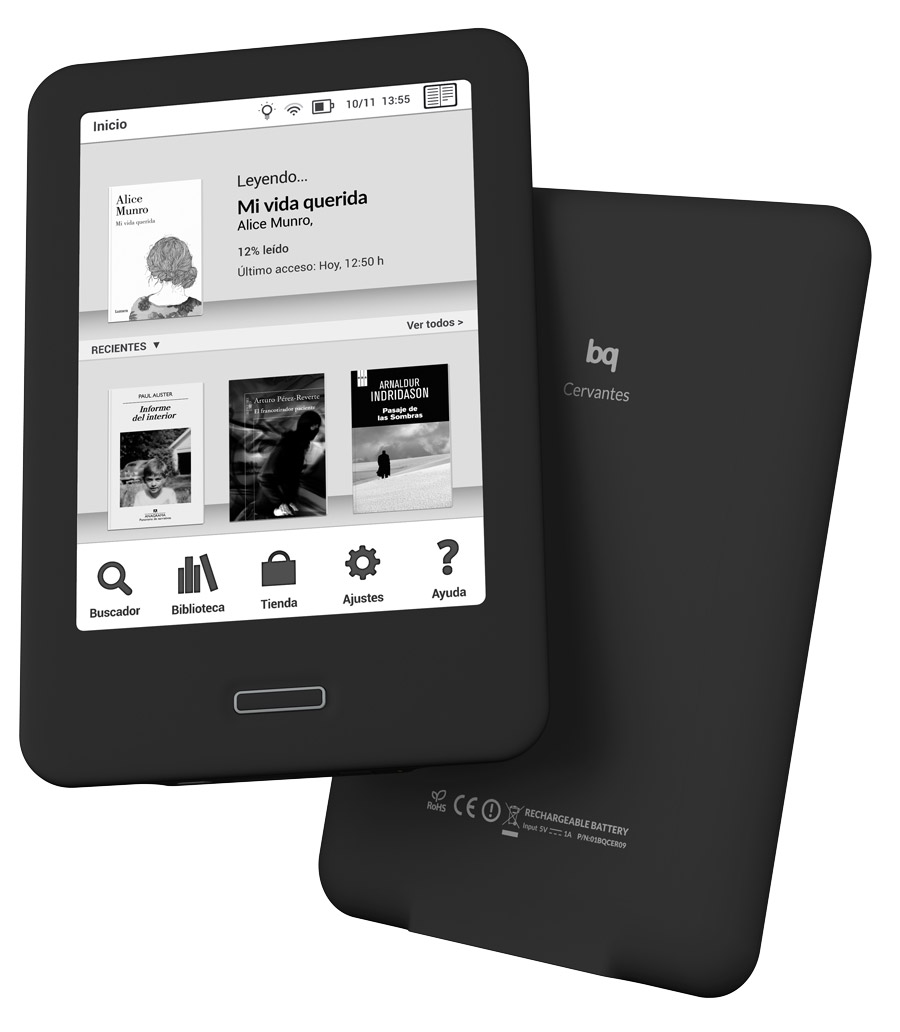 Inicio
10/11 13:55
Alice
Munro
Mi vida querida
Leyendo...
Mi vida querida
Alice Munro,
12% leído
Último acceso: Hoy, 12:50 h
RECIENTES ▼
Ver todos >
PAUL AUSTER
Informe
del interior
ANAGRAMA
Arturo Pérez-Reverte
El francotirador paciente
ARNALDUR
INDRIDASON
Pasaje de
las Sombras
Buscador
Biblioteca
Tienda
Ajustes
Ayuda
bq
Cervantes
RoHS
CE
RECHARGEABLE BATTERY
Input 5V 1A P/N:01BQCER09